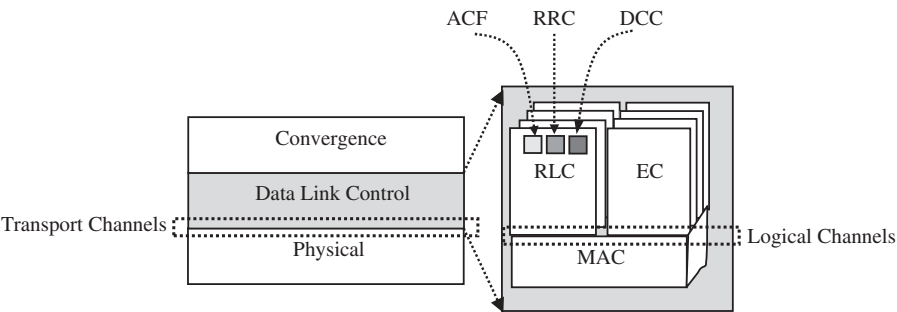 ACF RRC DCC
Convergence
RLC EC
Data Link Control
Transport Channels
Logical Channels
Physical
MAC